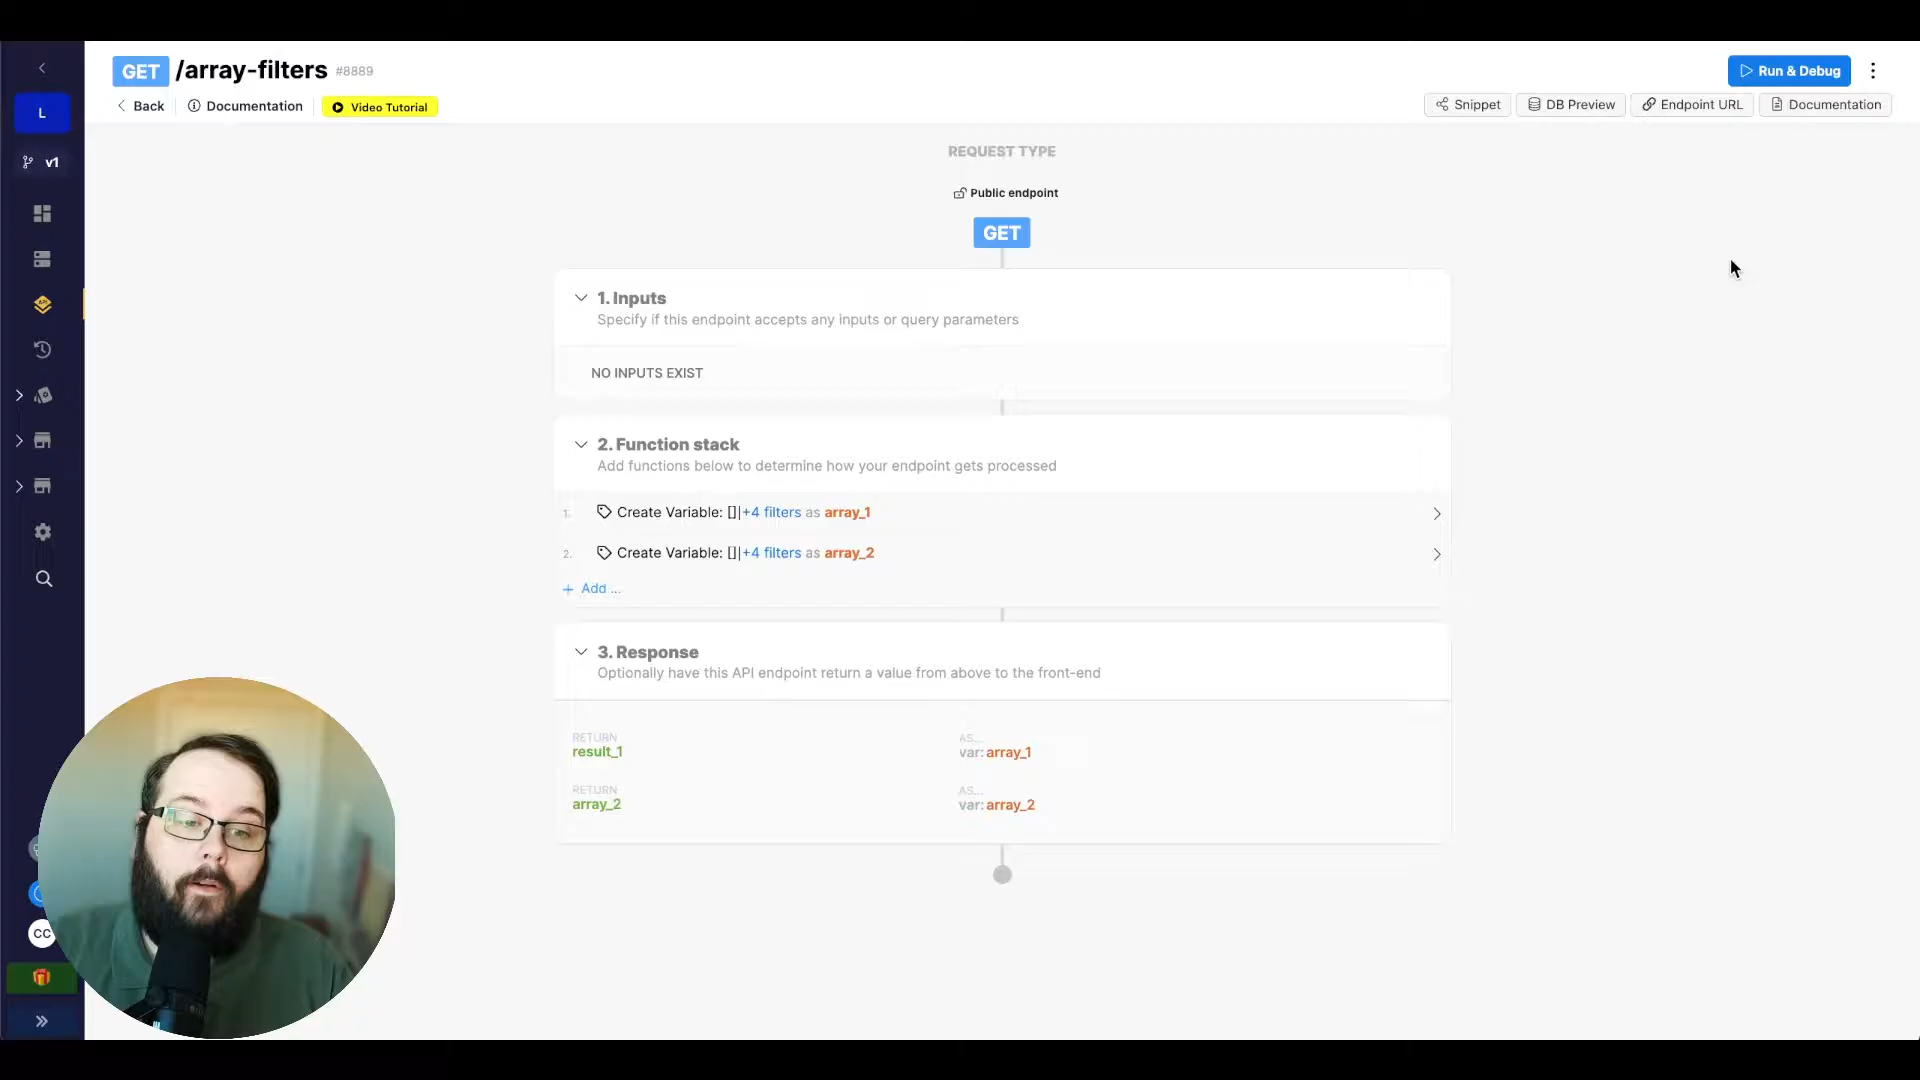 GET /array-filters #8889
Run & Debug
Back
Documentation
Video Tutorial
Snippet
DB Preview
Endpoint URL
Documentation
L
v1
REQUEST TYPE
Public endpoint
GET
1. Inputs
Specify if this endpoint accepts any inputs or query parameters
NO INPUTS EXIST
2. Function stack
Add functions below to determine how your endpoint gets processed
1. Create Variable: []|+4 filters as array_1
2. Create Variable: []|+4 filters as array_2
+ Add ...
3. Response
Optionally have this API endpoint return a value from above to the front-end
RETURN AS...
result_1 var: array_1
RETURN AS...
array_2 var: array_2
CC